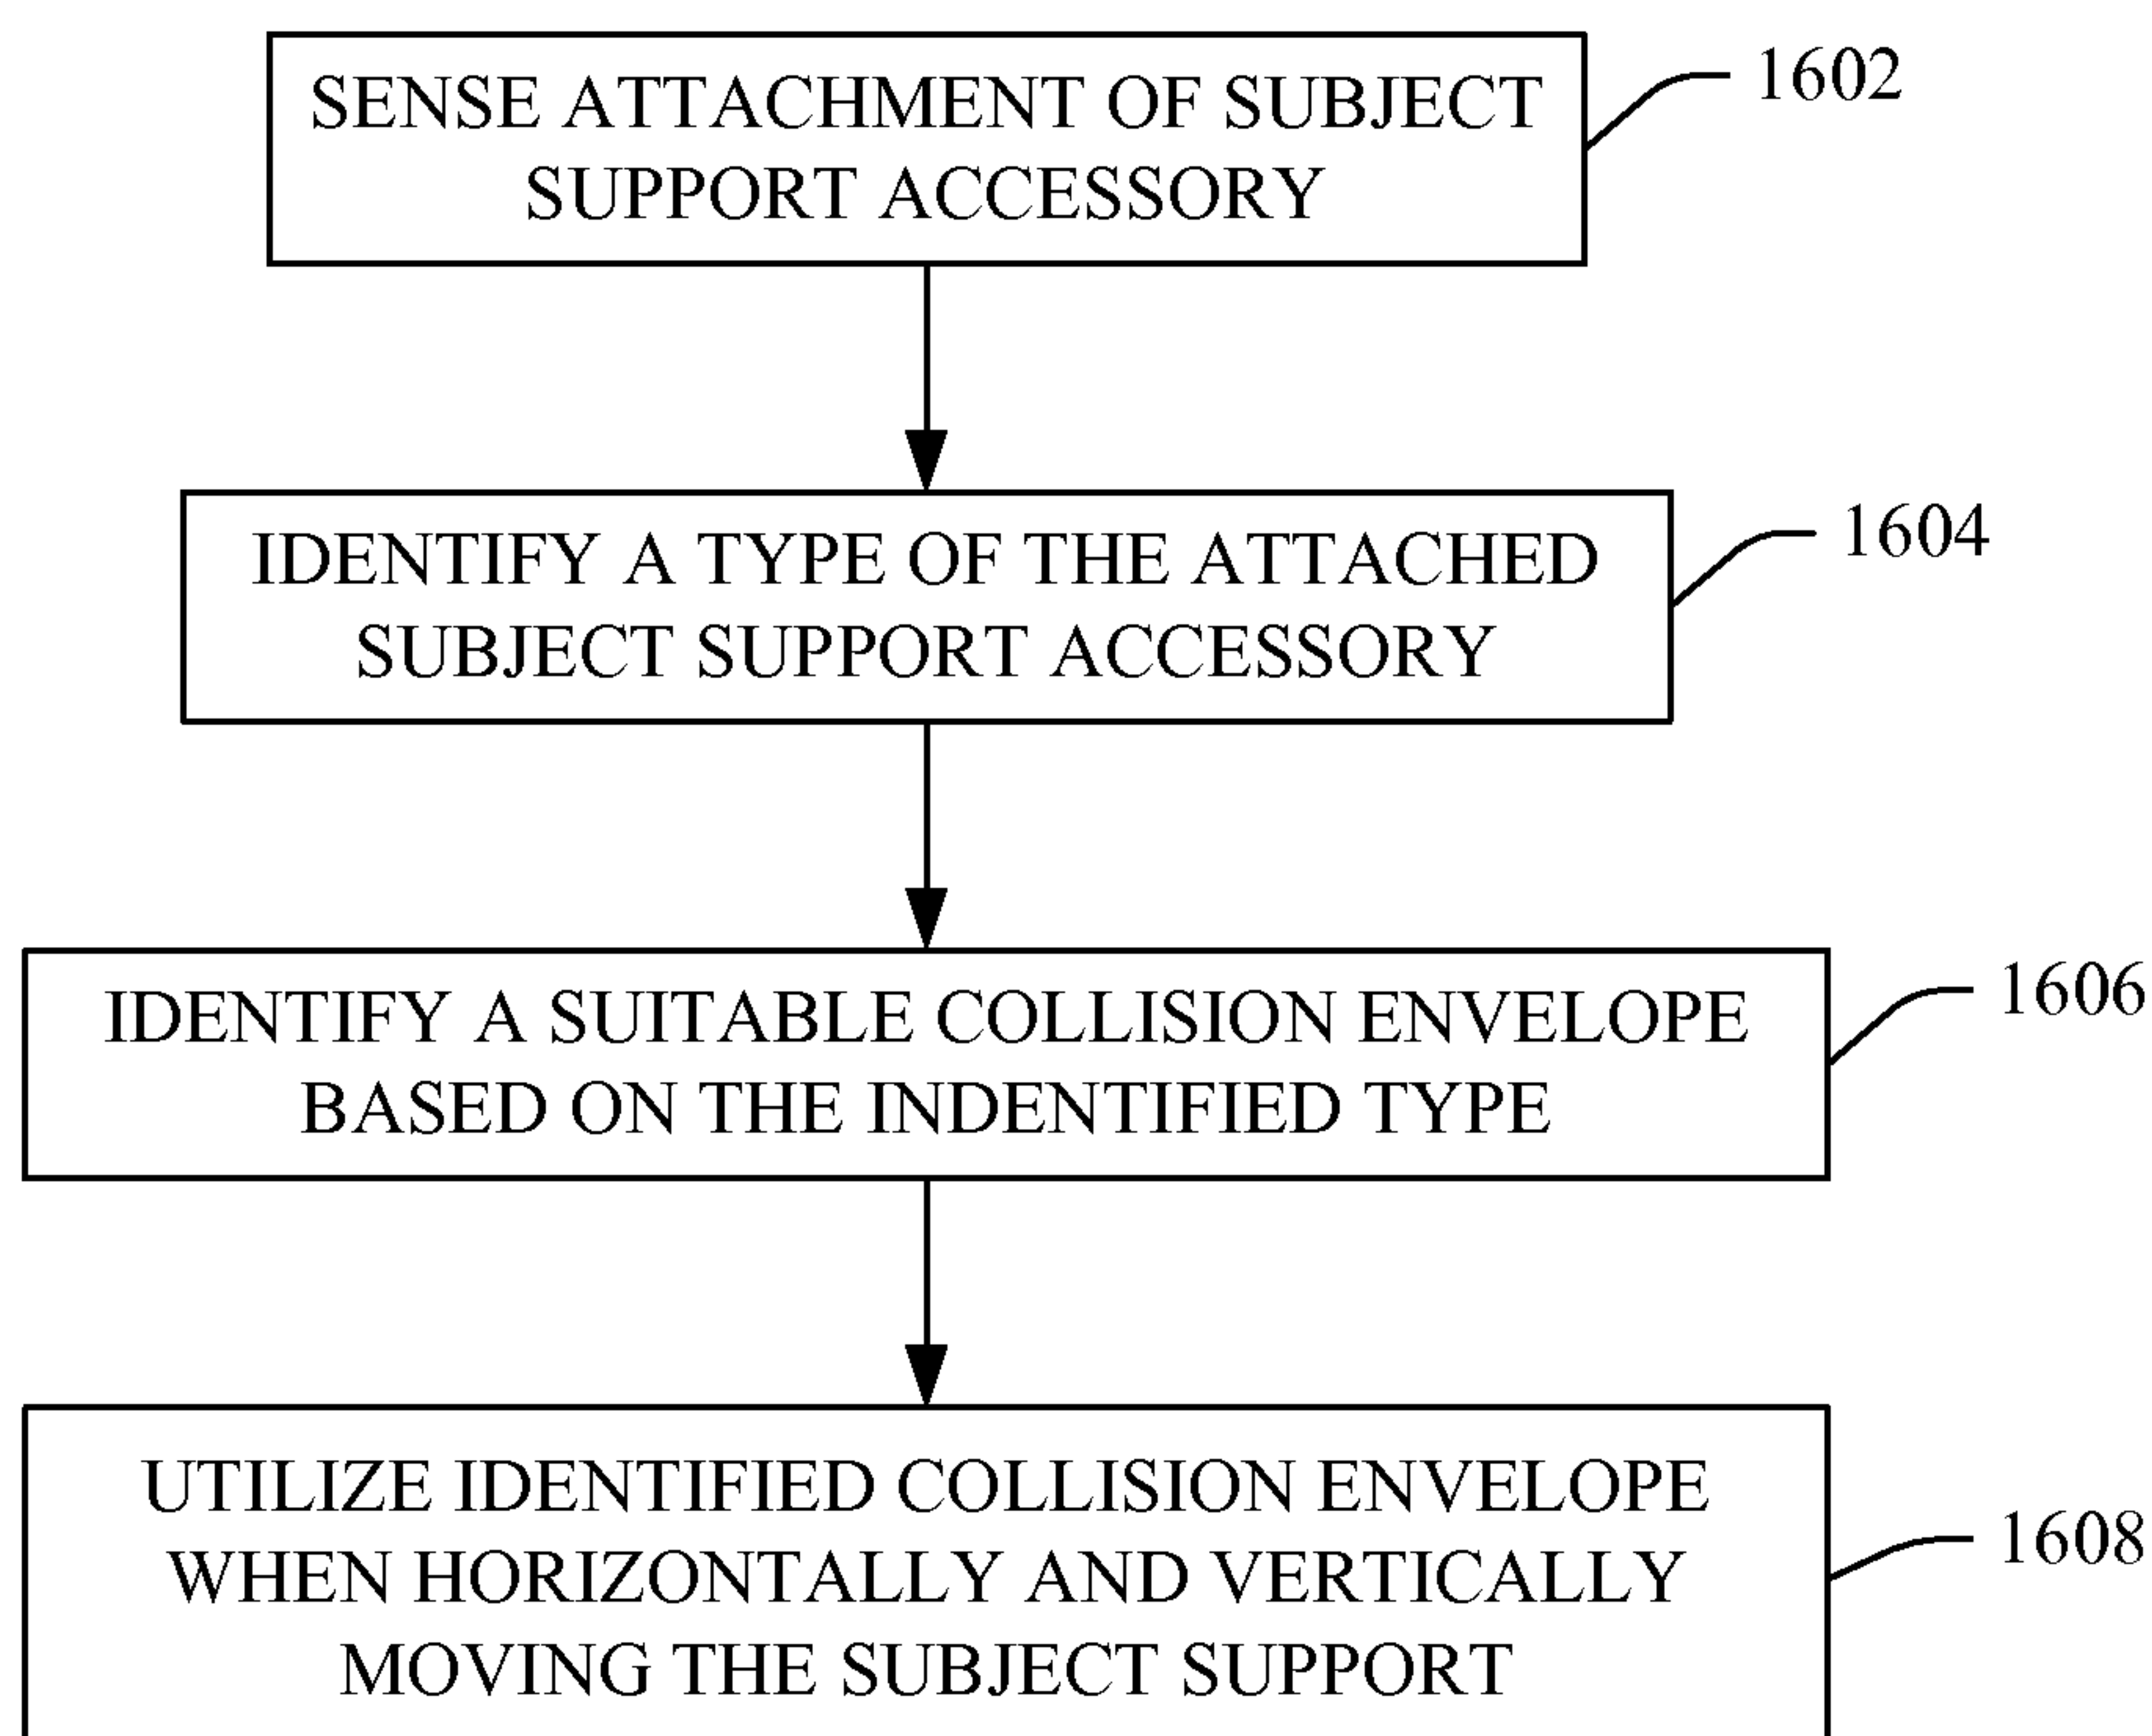 SENSE ATTACHMENT OF SUBJECT
SUPPORT ACCESSORY
1602
IDENTIFY A TYPE OF THE ATTACHED
SUBJECT SUPPORT ACCESSORY
1604
IDENTIFY A SUITABLE COLLISION ENVELOPE
BASED ON THE INDENTIFIED TYPE
1606
UTILIZE IDENTIFIED COLLISION ENVELOPE
WHEN HORIZONTALLY AND VERTICALLY
MOVING THE SUBJECT SUPPORT
1608